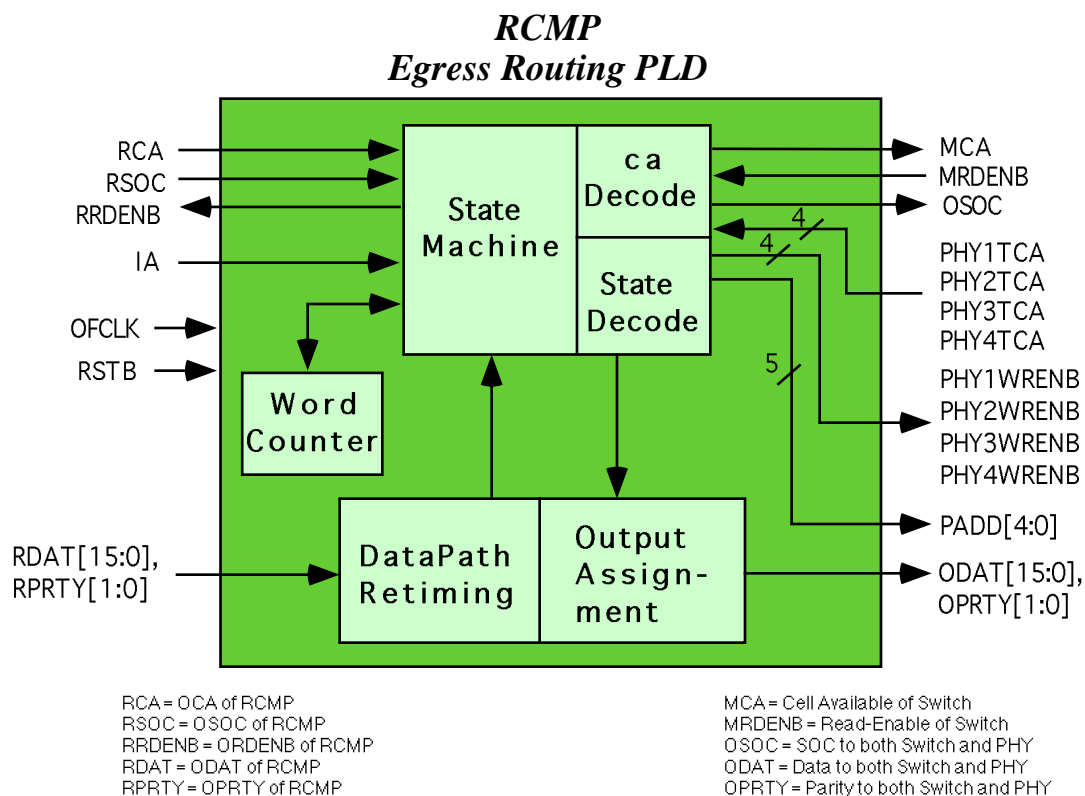 RCMP
Egress Routing PLD
RCA
RSOC
RRDENB
IA
OFCLK
RSTB
State
Machine
ca
Decode
State
Decode
Word
Counter
DataPath
Retiming
Output
Assign-
ment
RDAT[15:0],
RPRTY[1:0]
MCA
MRDENB
OSOC
4
4
5
PHY1TCA
PHY2TCA
PHY3TCA
PHY4TCA
PHY1WRENB
PHY2WRENB
PHY3WRENB
PHY4WRENB
PADD[4:0]
ODAT[15:0],
OPRTY[1:0]
RCA = OCA of RCMP
RSOC = OSOC of RCMP
RRDENB = ORDENB of RCMP
RDAT = ODAT of RCMP
RPRTY = OPRTY of RCMP
MCA = Cell Available of Switch
MRDENB = Read-Enable of Switch
OSOC = SOC to both Switch and PHY
ODAT = Data to both Switch and PHY
OPRTY = Parity to both Switch and PHY